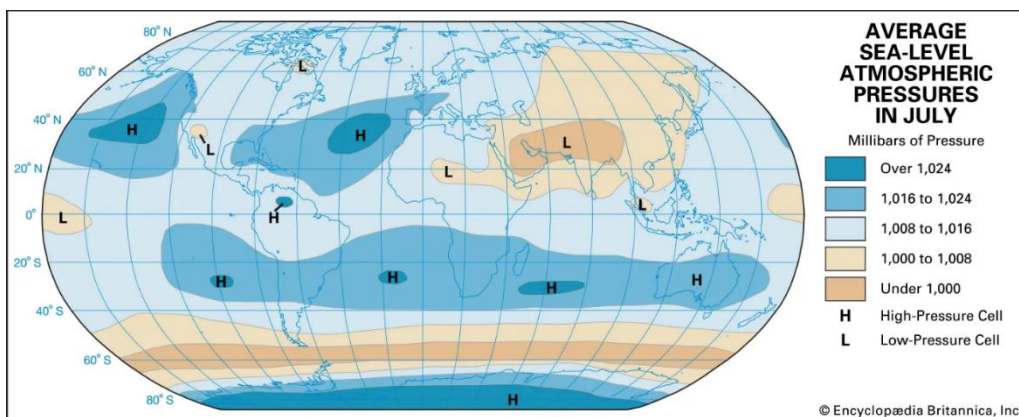 80° N
60° N
40° N
20° N
0°
20° S
40° S
60° S
80° S
L
H
H
L
L
L
L
H
L
H
H
H
H
H
AVERAGE
SEA-LEVEL
ATMOSPHERIC
PRESSURES
IN JULY
Millibars of Pressure
Over 1,024
1,016 to 1,024
1,008 to 1,016
1,000 to 1,008
Under 1,000
H High-Pressure Cell
L Low-Pressure Cell
© Encyclopædia Britannica, Inc